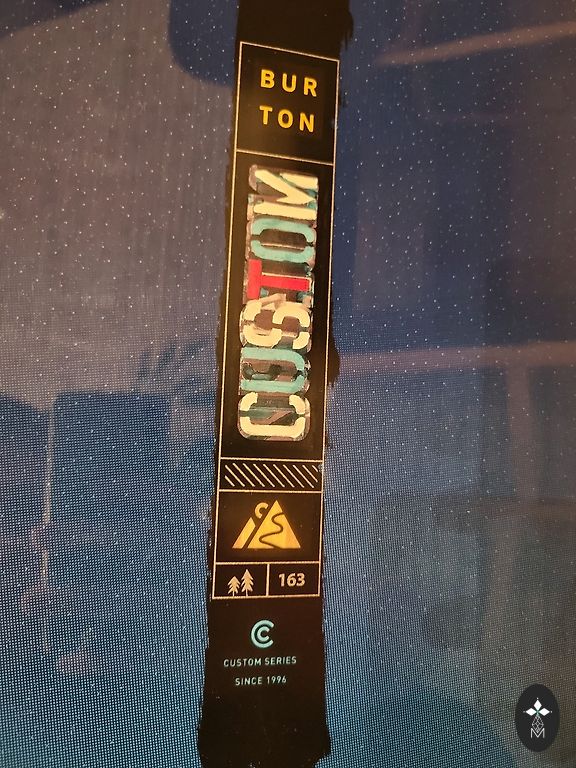 BUR
TON
CUSTOM
163
CUSTOM SERIES
SINCE 1996